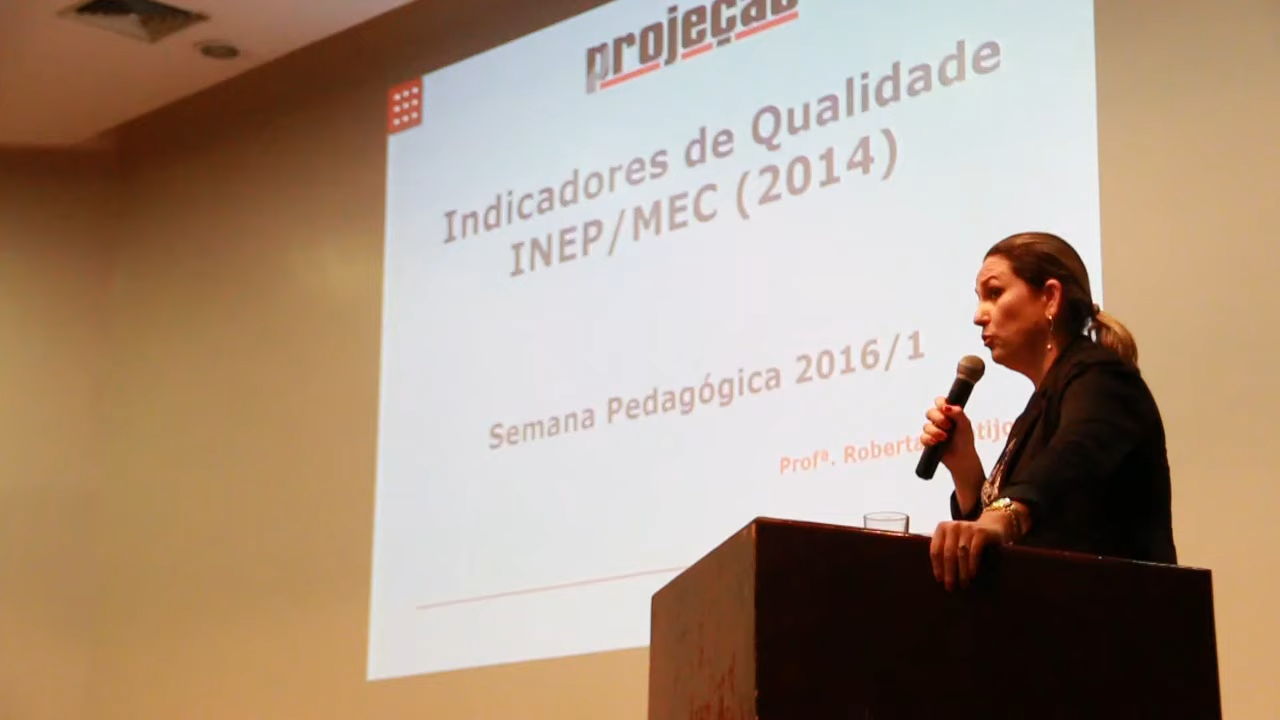 projeção
Indicadores de Qualidade
INEP/MEC (2014)
Semana Pedagógica 2016/1
Profª. Roberta